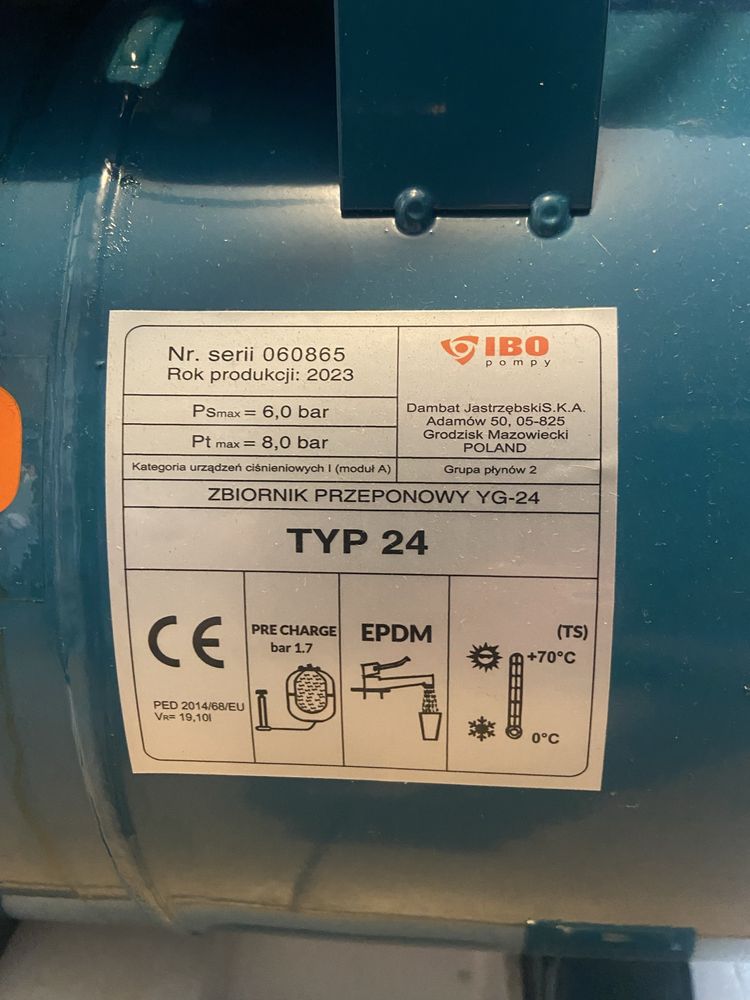 Nr. serii 060865
Rok produkcji: 2023
IBO
pompy
Psmax = 6,0 bar
Pt max = 8,0 bar
Dambat JastrzębskiS.K.A.
Adamów 50, 05-825
Grodzisk Mazowiecki
POLAND
Kategoria urządzeń ciśnieniowych I (moduł A)
Grupa płynów 2
ZBIORNIK PRZEPONOWY YG-24
TYP 24
CE
PED 2014/68/EU
VR= 19,10l
PRE CHARGE
bar 1.7
EPDM
(TS)
+70°C
0°C